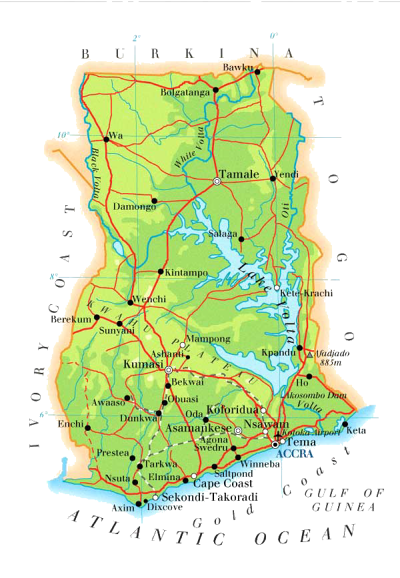 BURKINA
2°
0°
Bawku
Bolgatanga
TOGO
10°
Wa
White Volta
Black Volta
Tamale
Yendi
Damongo
Oti
Salaga
IVORY COAST
8°
Kintampo
Lake Volta
Kete-Krachi
Wenchi
KWAHU PLATEAU
Berekum
Sunyani
Mampong
Ashanti
Kpandu
Afadjado
885m
Kumasi
Bekwai
Ho
Akosombo Dam
Volta
Awaaso
Obuasi
6°
Dunkwa
Oda
Koforidua
Enchi
Asamankese
Nsawam
Keta
Kotoka Airport
Agona
Swedru
Tema
ACCRA
Prestea
Tarkwa
Winneba
Nsuta
Elmina
Saltpond
Cape Coast
Sekondi-Takoradi
Axim
Dixcove
Gold Coast
GULF OF
GUINEA
ATLANTIC OCEAN